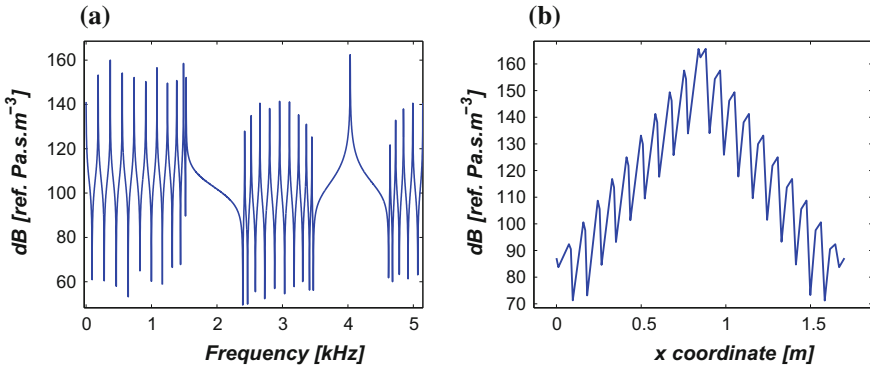 (a)
160
140
120
100
80
60
dB [ref. Pa.s.m⁻³]
0 1 2 3 4 5
Frequency [kHz]
(b)
160
150
140
130
120
110
100
90
80
70
dB [ref. Pa.s.m⁻³]
0 0.5 1 1.5
x coordinate [m]